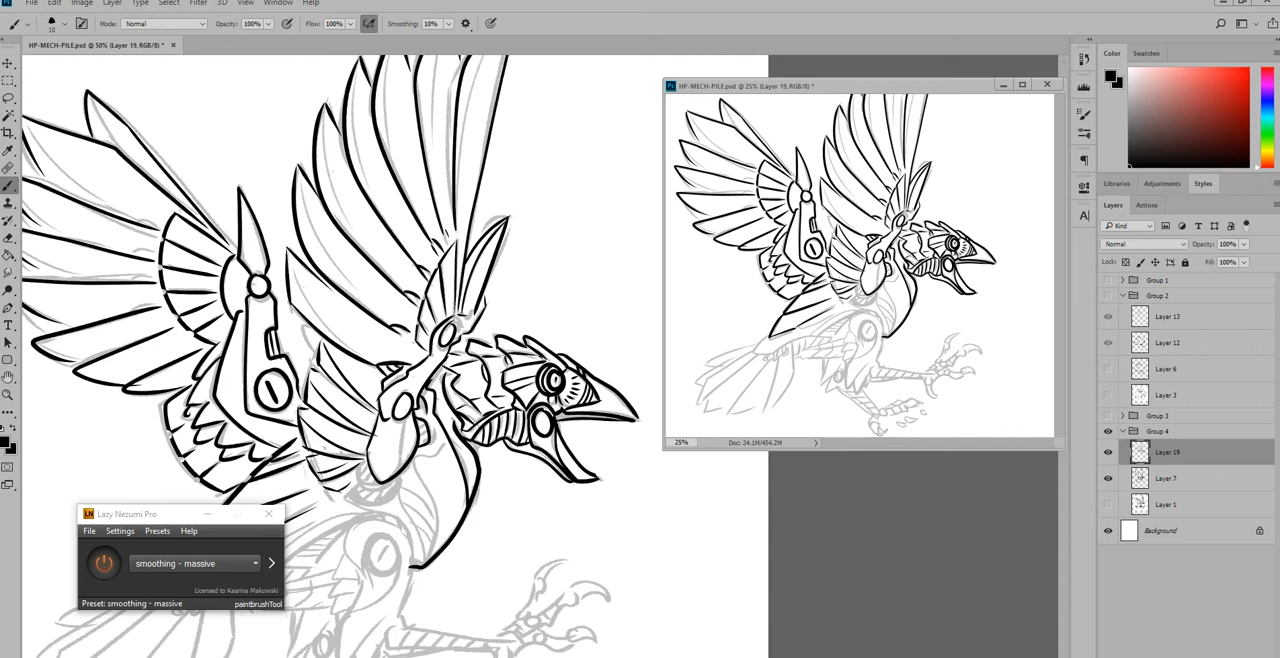 File Edit Image Layer Type Select Filter 3D View Window Help
10 Mode: Normal Opacity: 100% Flow: 100% Smoothing: 10%
HP-MECH-PILE.psd @ 50% (Layer 19, RGB/8) * ×
Ps HP-MECH-PILE.psd @ 25% (Layer 19, RGB/8) *
25% Doc: 24.1M/454.2M
LN Lazy Nezumi Pro
File Settings Presets Help
smoothing - massive
Licensed to Kaarina Makowski
Preset: smoothing - massive paintbrushTool
Color Swatches
Libraries Adjustments Styles
Layers Actions
Kind
Normal Opacity: 100%
Lock: Fill: 100%
Group 1
Group 2
Layer 13
Layer 12
Layer 6
Layer 3
Group 3
Group 4
Layer 19
Layer 7
Layer 1
Background